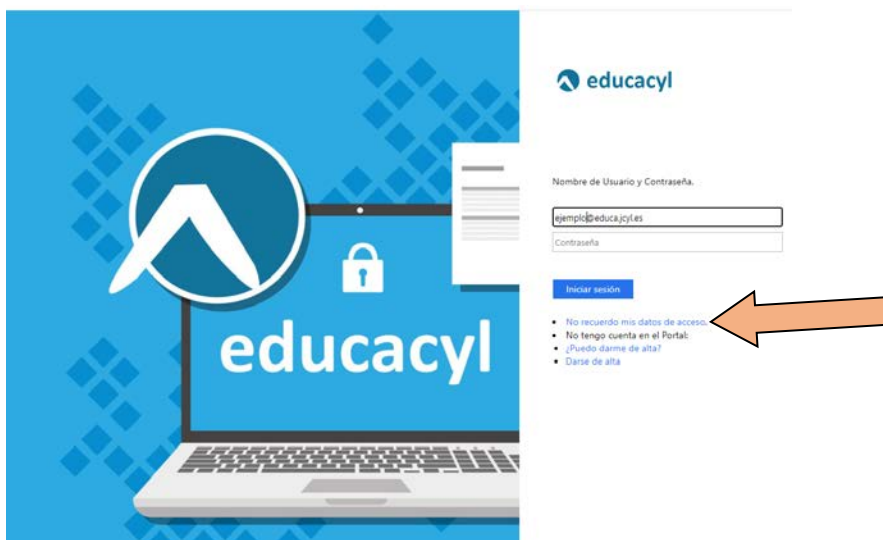 educacyl
educacyl
Nombre de Usuario y Contraseña.
ejemplo@educa.jcyl.es
Contraseña
Iniciar sesión
No recuerdo mis datos de acceso.
No tengo cuenta en el Portal:
¿Puedo darme de alta?
Darse de alta